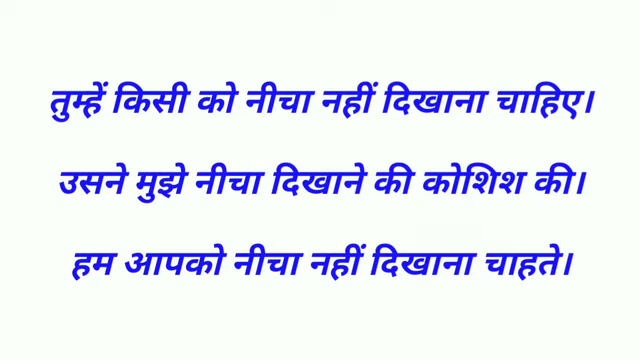 तुम्हें किसी को नीचा नहीं दिखाना चाहिए।
उसने मुझे नीचा दिखाने की कोशिश की।
हम आपको नीचा नहीं दिखाना चाहते।